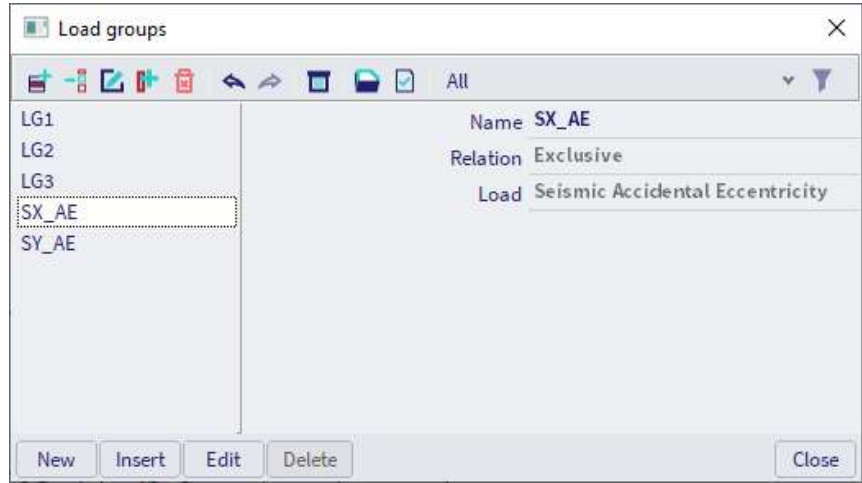 Load groups
All
LG1
LG2
LG3
SX_AE
SY_AE
Name SX_AE
Relation Exclusive
Load Seismic Accidental Eccentricity
New Insert Edit Delete Close